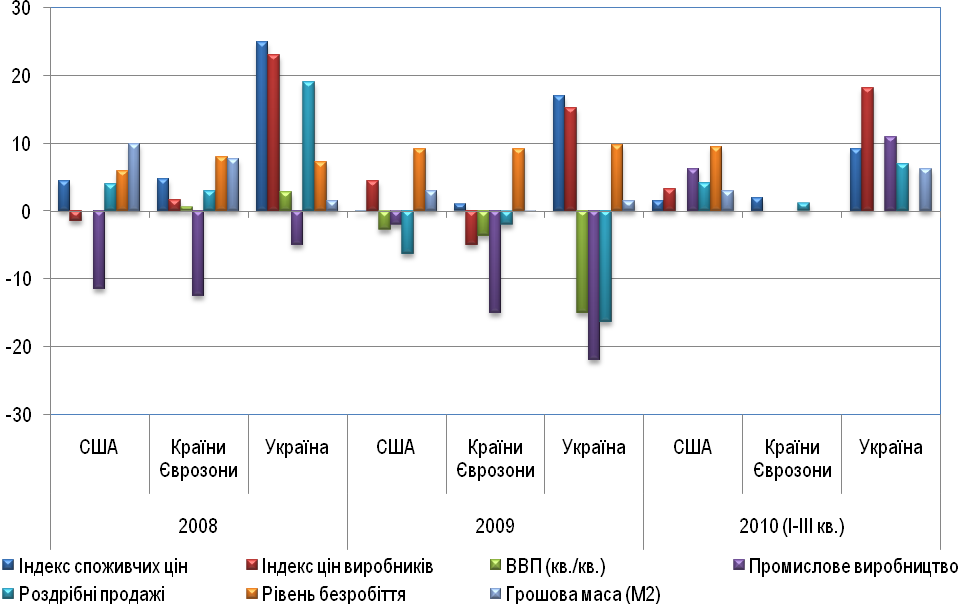 30
20
10
0
-10
-20
-30
США
Країни Єврозони
Україна
США
Країни Єврозони
Україна
США
Країни Єврозони
Україна
2008
2009
2010 (І-ІІІ кв.)
Індекс споживчих цін
Індекс цін виробників
ВВП (кв./кв.)
Промислове виробництво
Роздрібні продажі
Рівень безробіття
Грошова маса (М2)